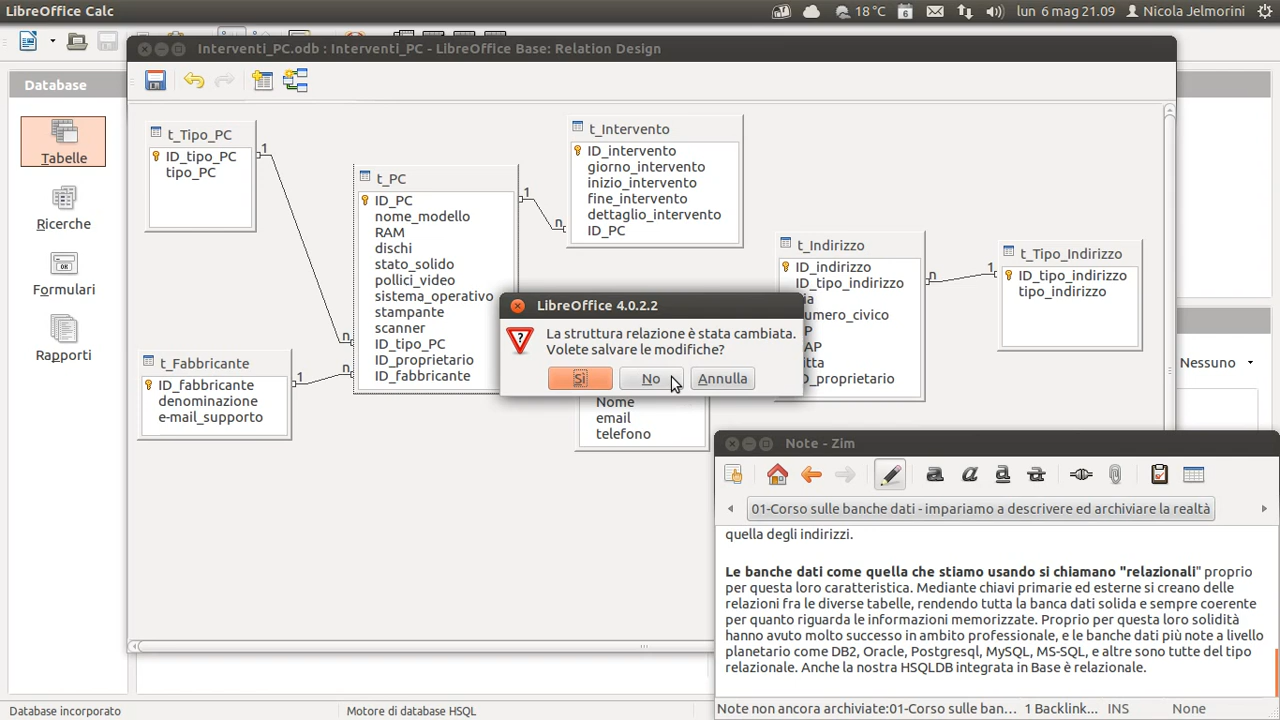 LibreOffice Calc
18 °C
6
lun 6 mag 21.09
Nicola Jelmorini
Interventi_PC.odb : Interventi_PC - LibreOffice Base: Relation Design
Database
Tabelle
Ricerche
Formulari
Rapporti
t_Tipo_PC
ID_tipo_PC
tipo_PC
1
n
t_Fabbricante
ID_fabbricante
denominazione
e-mail_supporto
1
n
t_PC
ID_PC
nome_modello
RAM
dischi
stato_solido
pollici_video
sistema_operativo
stampante
scanner
ID_tipo_PC
ID_proprietario
ID_fabbricante
1
n
t_Intervento
ID_intervento
giorno_intervento
inizio_intervento
fine_intervento
dettaglio_intervento
ID_PC
Nome
email
telefono
t_Indirizzo
ID_indirizzo
ID_tipo_indirizzo
ia
umero_civico
P
AP
itta
D_proprietario
n
1
t_Tipo_Indirizzo
ID_tipo_indirizzo
tipo_indirizzo
LibreOffice 4.0.2.2
La struttura relazione è stata cambiata.
Volete salvare le modifiche?
Sì
No
Annulla
Nessuno
Note - Zim
01-Corso sulle banche dati - impariamo a descrivere ed archiviare la realtà
quella degli indirizzi.
Le banche dati come quella che stiamo usando si chiamano "relazionali" proprio
per questa loro caratteristica. Mediante chiavi primarie ed esterne si creano delle
relazioni fra le diverse tabelle, rendendo tutta la banca dati solida e sempre coerente
per quanto riguarda le informazioni memorizzate. Proprio per questa loro solidità
hanno avuto molto successo in ambito professionale, e le banche dati più note a livello
planetario come DB2, Oracle, Postgresql, MySQL, MS-SQL, e altre sono tutte del tipo
relazionale. Anche la nostra HSQLDB integrata in Base è relazionale.
Note non ancora archiviate:01-Corso sulle ban...
1 Backlink...
INS
None
Database incorporato
Motore di database HSQL